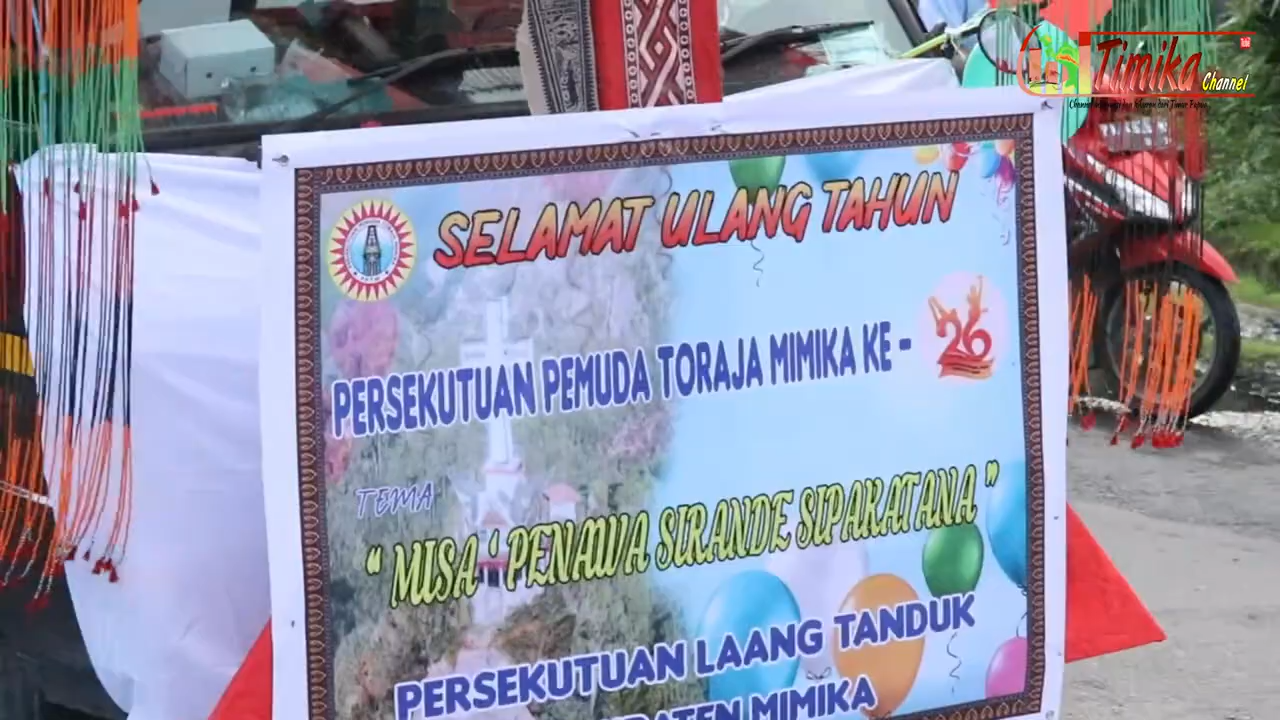 Timika
Channel
SELAMAT ULANG TAHUN
26
PERSEKUTUAN PEMUDA TORAJA MIMIKA KE -
TEMA
“ MISA ‘ PENAWA SIRANDE SIPAKATANA ”
PERSEKUTUAN LAANG TANDUK
MIMIKA